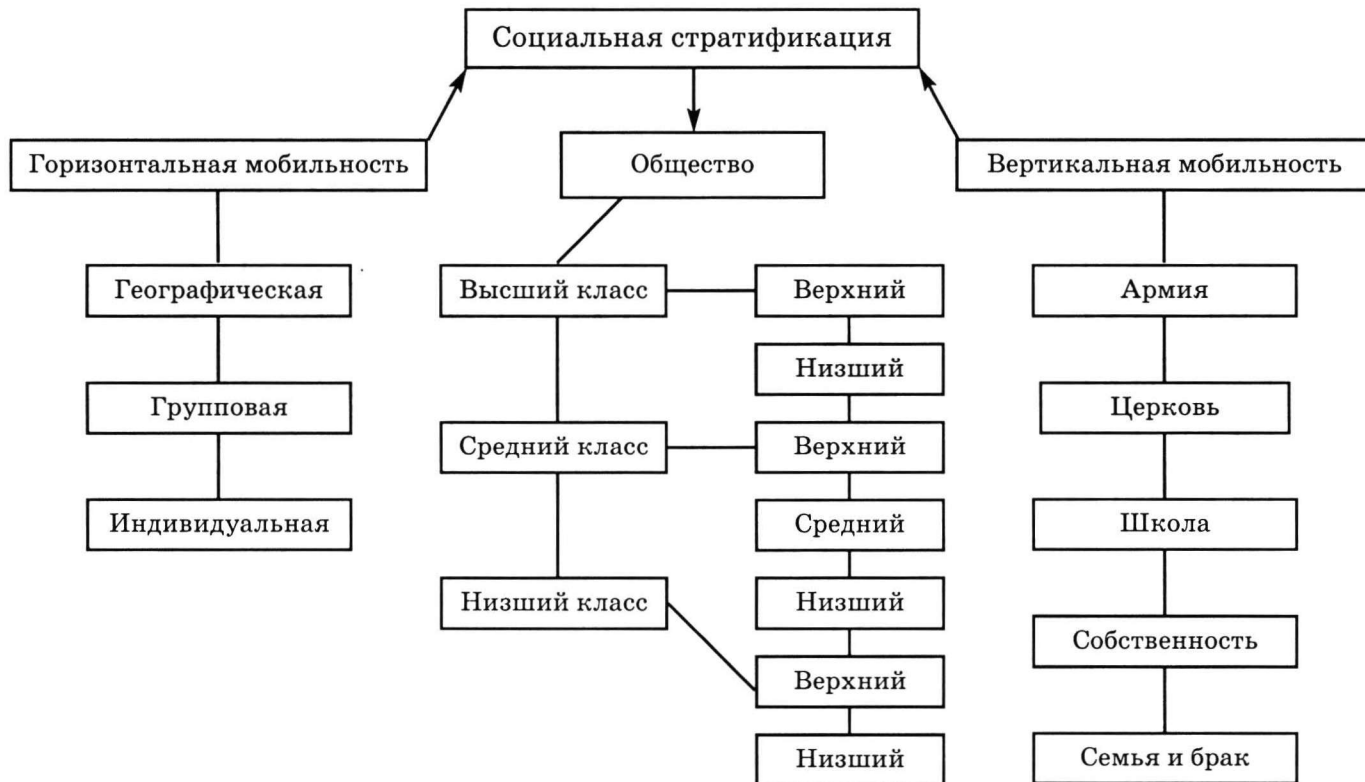 Социальная стратификация
Горизонтальная мобильность
Общество
Вертикальная мобильность
Географическая
Высший класс
Верхний
Армия
Низший
Групповая
Церковь
Средний класс
Верхний
Индивидуальная
Средний
Школа
Низший класс
Низший
Собственность
Верхний
Низший
Семья и брак